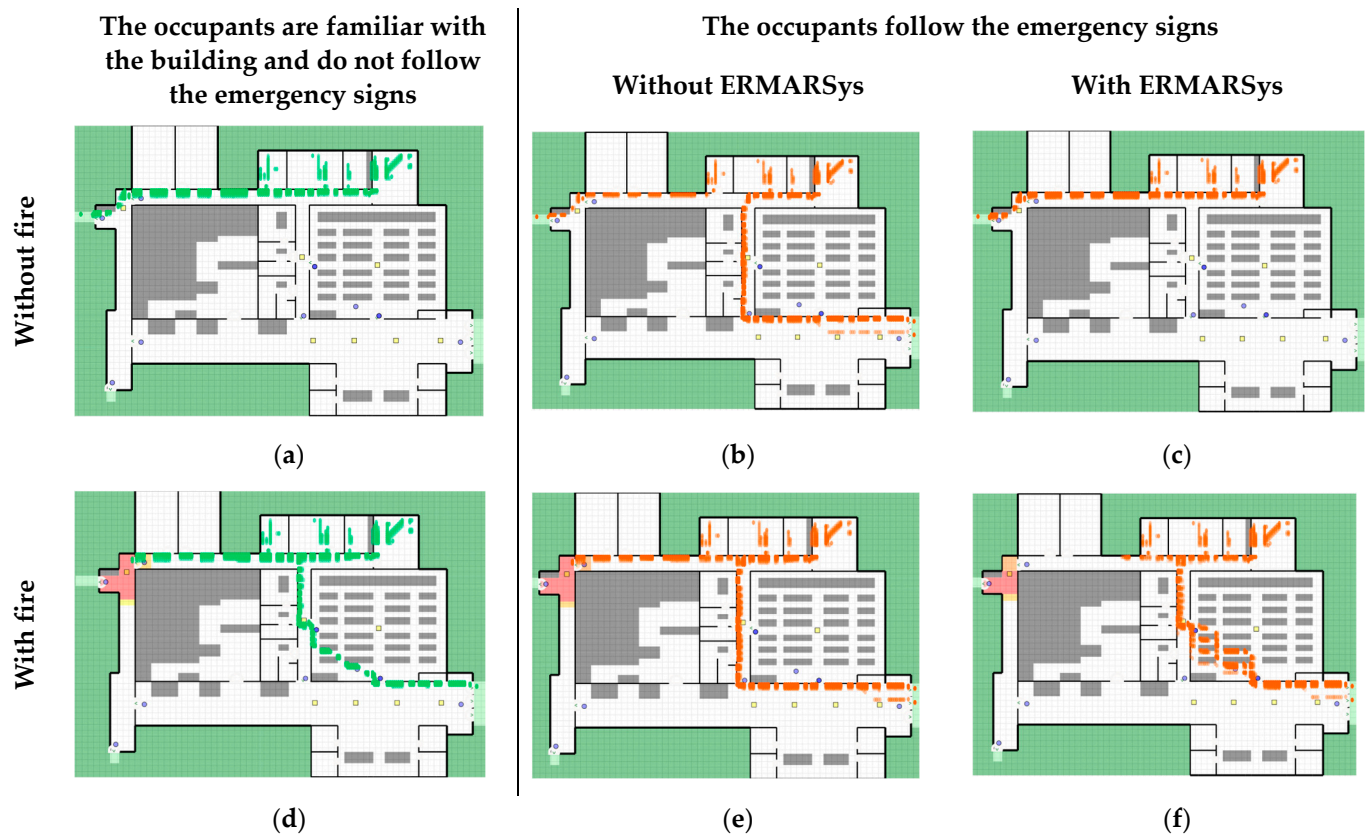 The occupants are familiar with
the building and do not follow
the emergency signs
The occupants follow the emergency signs
Without ERMARSys
With ERMARSys
Without fire
(a)
(b)
(c)
With fire
(d)
(e)
(f)